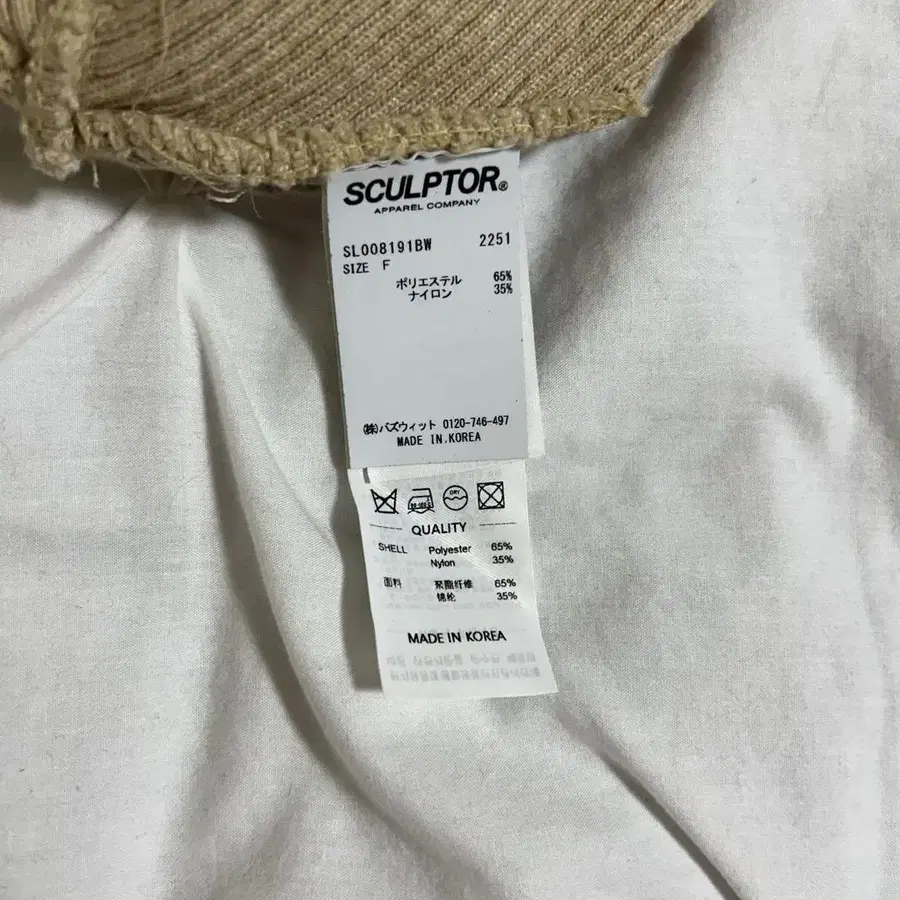 SCULPTOR®
APPAREL COMPANY
SL008191BW 2251
SIZE F
ポリエステル 65%
ナイロン 35%
㈱バズウィット 0120-746-497
MADE IN KOREA
DRY
QUALITY
SHELL Polyester 65%
Nylon 35%
面料 聚酯纤维 65%
锦纶 35%
MADE IN KOREA